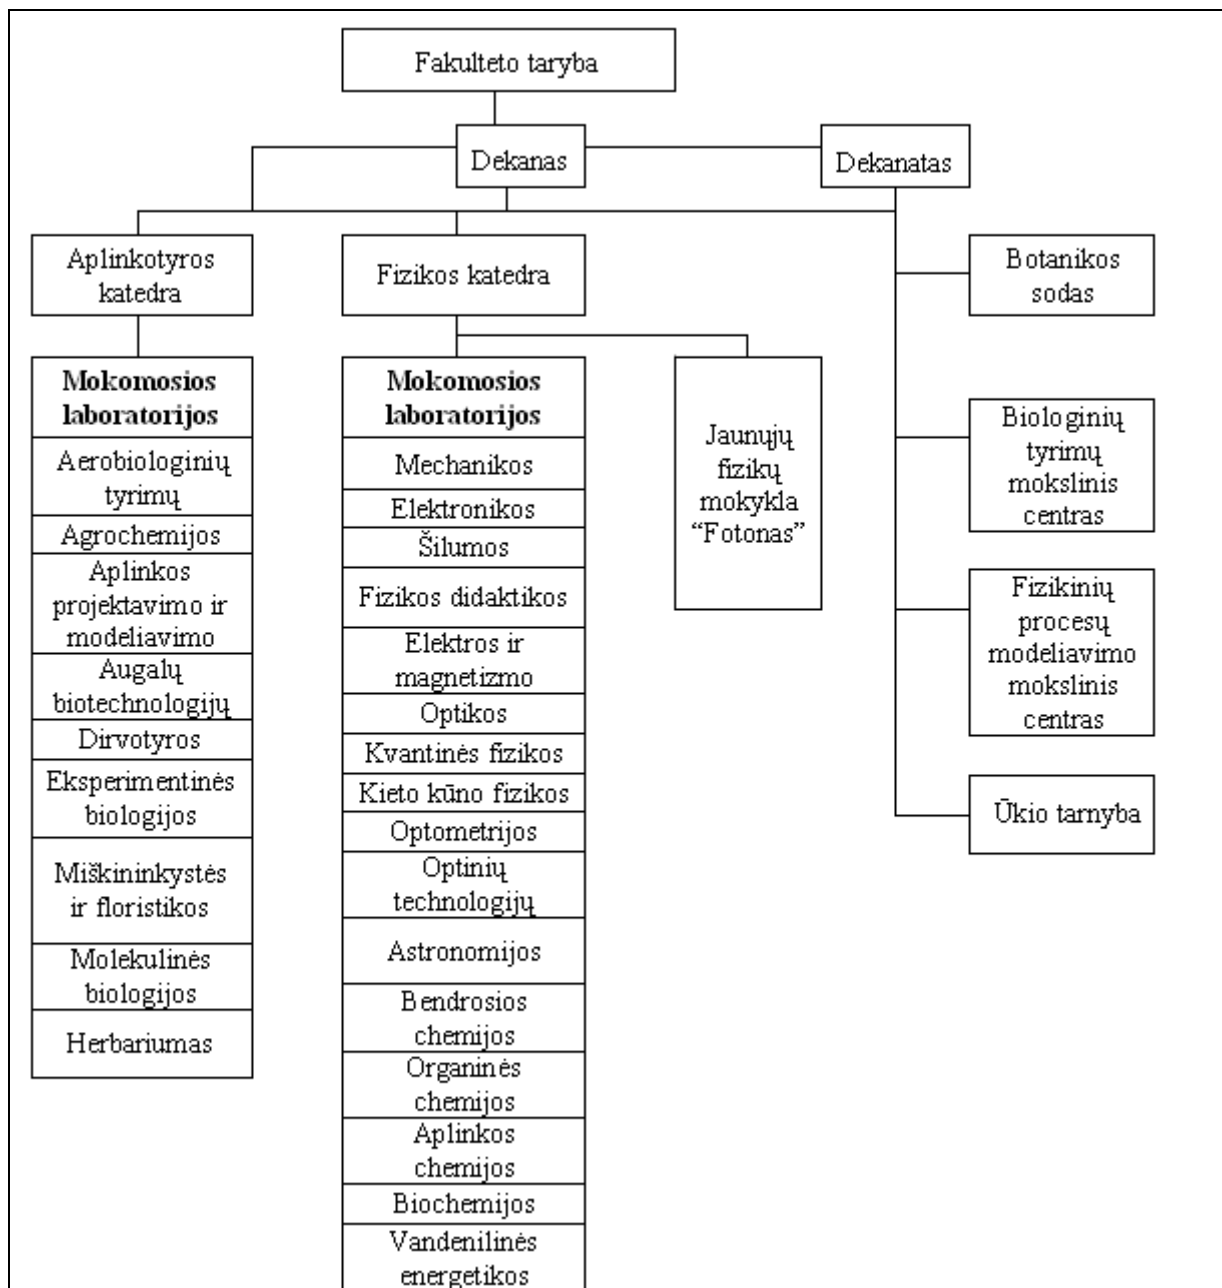 Fakulteto taryba
Dekanas
Dekanatas
Aplinkotyros
katedra
Fizikos katedra
Botanikos
sodas
Mokomosios
laboratorijos
Aerobiologinių
tyrimų
Agrochemijos
Aplinkos
projektavimo ir
modeliavimo
Augalų
biotechnologijų
Dirvotyros
Eksperimentinės
biologijos
Miškininkystės
ir floristikos
Molekulinės
biologijos
Herbariumas
Mokomosios
laboratorijos
Mechanikos
Elektronikos
Šilumos
Fizikos didaktikos
Elektros ir
magnetizmo
Optikos
Kvantinės fizikos
Kieto kūno fizikos
Optometrijos
Optinių
technologijų
Astronomijos
Bendrosios
chemijos
Organinės
chemijos
Aplinkos
chemijos
Biochemijos
Vandenilinės
energetikos
Jaunųjų
fizikų
mokykla
“Fotonas”
Biologinių
tyrimų
mokslinis
centras
Fizikinių
procesų
modeliavimo
mokslinis
centras
Ūkio tarnyba